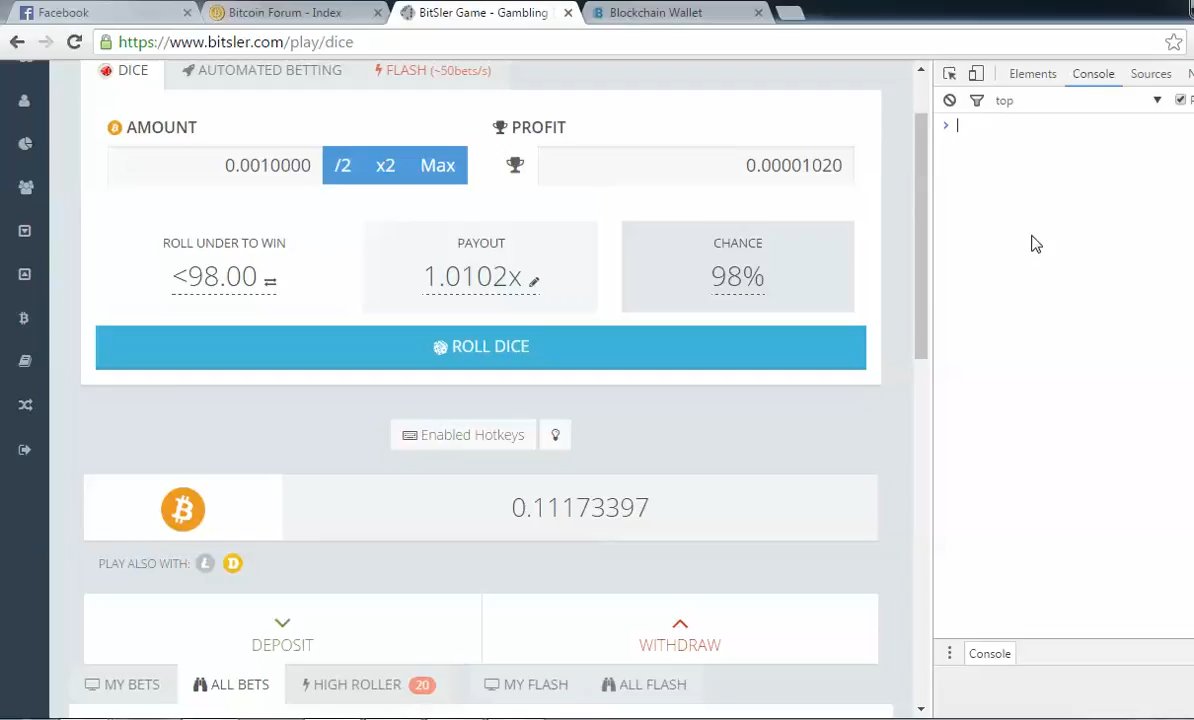 Facebook
Bitcoin Forum - Index
BitSler Game - Gambling
Blockchain Wallet
https://www.bitsler.com/play/dice
DICE
AUTOMATED BETTING
FLASH (~50bets/s)
Elements
Console
Sources
top
AMOUNT
PROFIT
0.0010000
/2
x2
Max
0.00001020
ROLL UNDER TO WIN
PAYOUT
CHANCE
<98.00
1.0102x
98%
ROLL DICE
Enabled Hotkeys
0.11173397
PLAY ALSO WITH:
DEPOSIT
WITHDRAW
Console
MY BETS
ALL BETS
HIGH ROLLER 20
MY FLASH
ALL FLASH